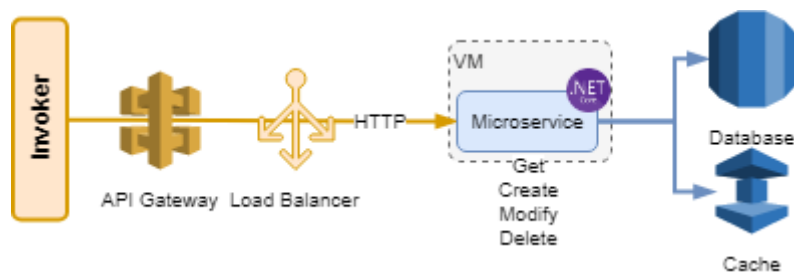 Invoker
API Gateway
Load Balancer
HTTP
VM
.NET
Core
Microservice
Get
Create
Modify
Delete
Database
Cache